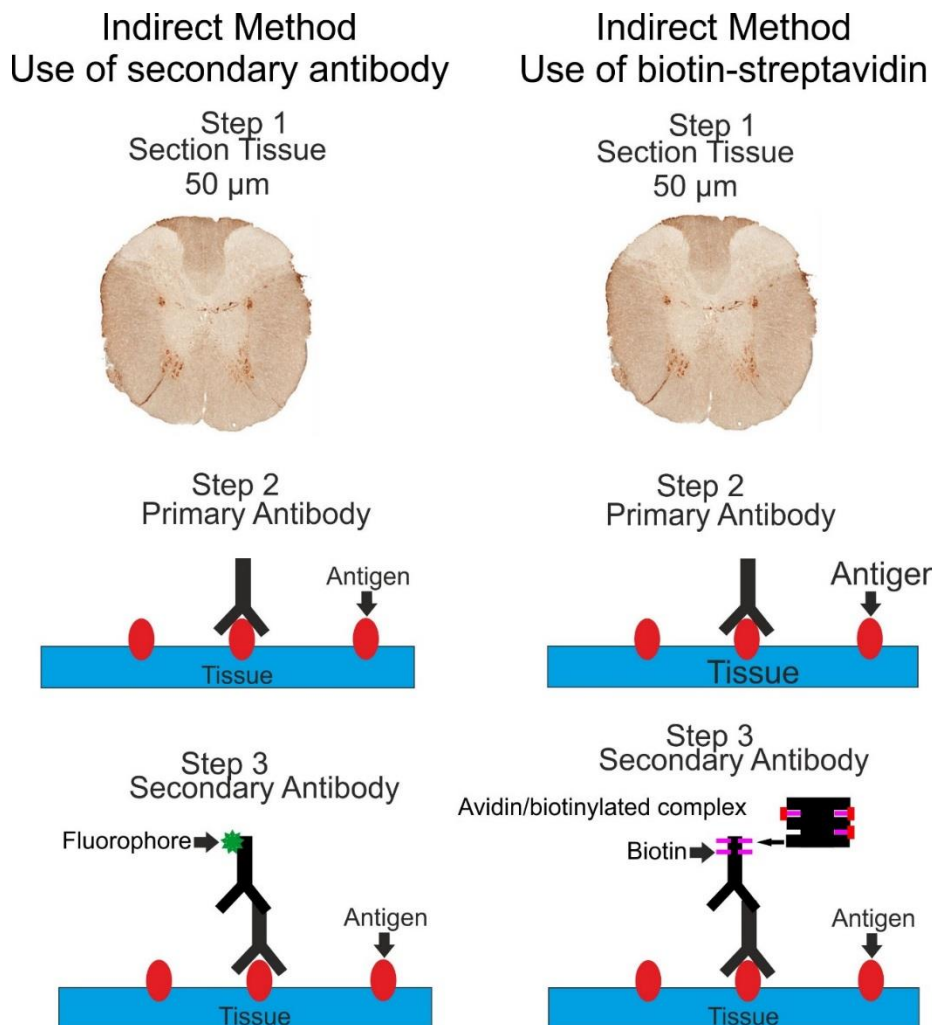 Indirect Method
Use of secondary antibody
Step 1
Section Tissue
50 µm
Step 2
Primary Antibody
Antigen
Tissue
Step 3
Secondary Antibody
Fluorophore
Antigen
Tissue
Indirect Method
Use of biotin-streptavidin
Step 1
Section Tissue
50 µm
Step 2
Primary Antibody
Antigen
Tissue
Step 3
Secondary Antibody
Avidin/biotinylated complex
Biotin
Antigen
Tissue